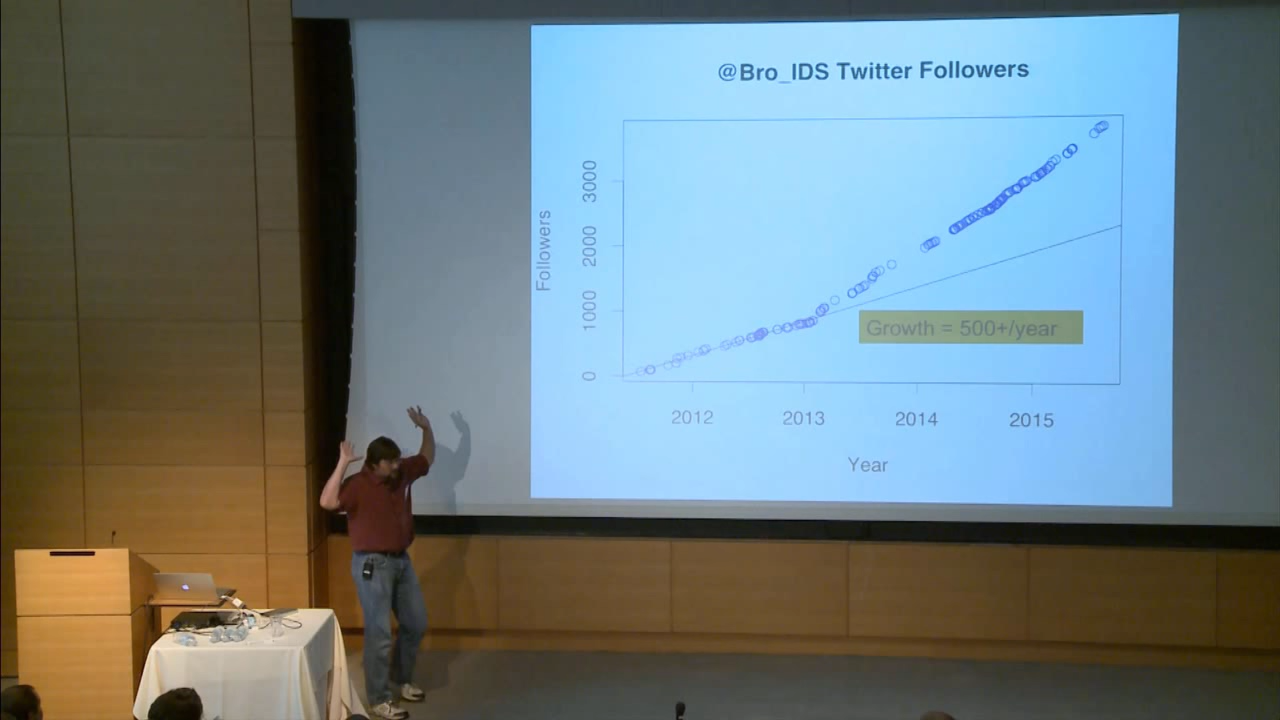 @Bro_IDS Twitter Followers
Followers
3000
2000
1000
0
Growth = 500+/year
2012 2013 2014 2015
Year